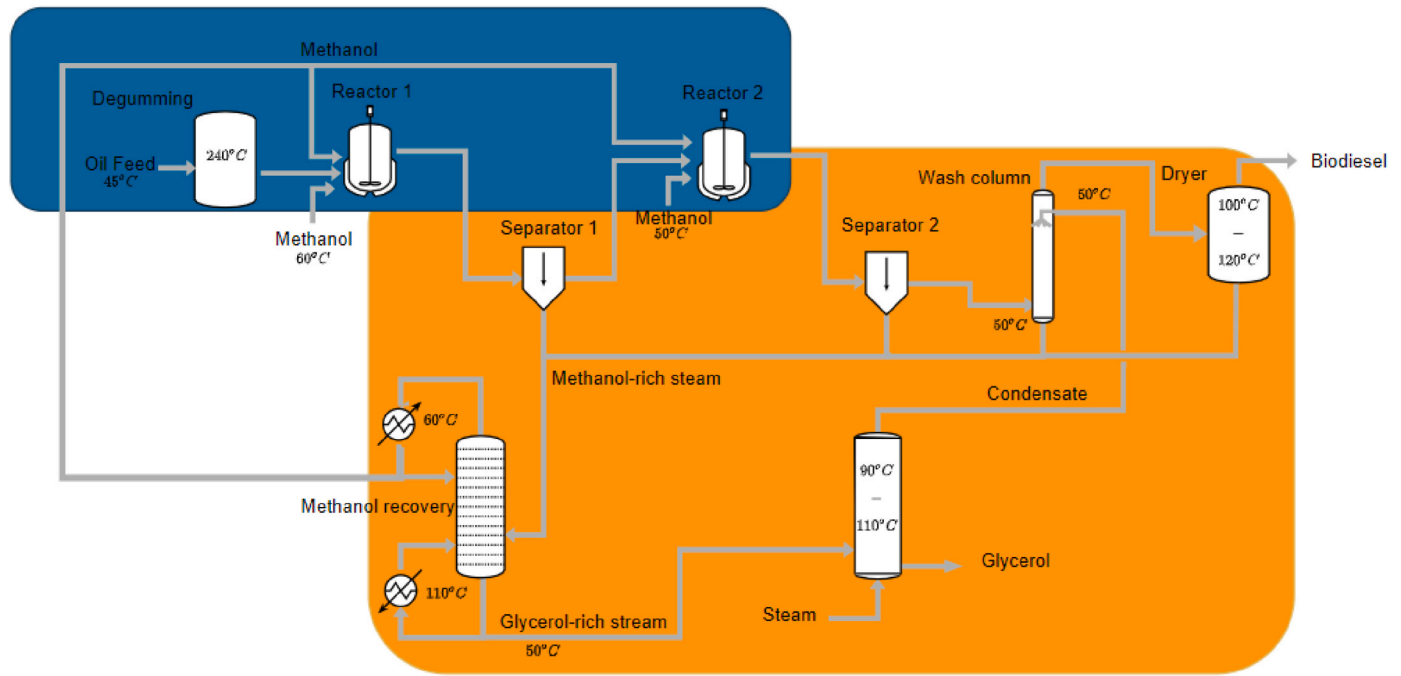 Methanol
Degumming
Reactor 1
Reactor 2
240°C
Oil Feed
45°C
Biodiesel
Wash column
Dryer
50°C
100°C
–
120°C
Methanol
60°C
Methanol
50°C
Separator 1
Separator 2
50°C
Methanol-rich steam
Condensate
60°C
90°C
–
110°C
Methanol recovery
Glycerol
110°C
Glycerol-rich stream
50°C
Steam